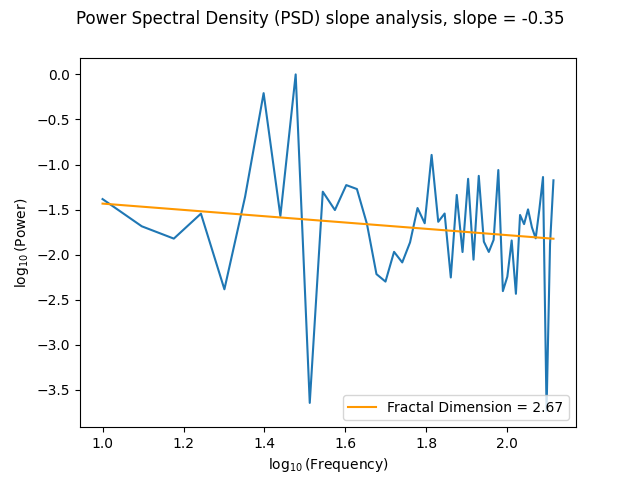 Power Spectral Density (PSD) slope analysis, slope = -0.35
0.0
−0.5
−1.0
−1.5
−2.0
−2.5
−3.0
−3.5
log₁₀(Power)
Fractal Dimension = 2.67
1.0 1.2 1.4 1.6 1.8 2.0
log₁₀(Frequency)